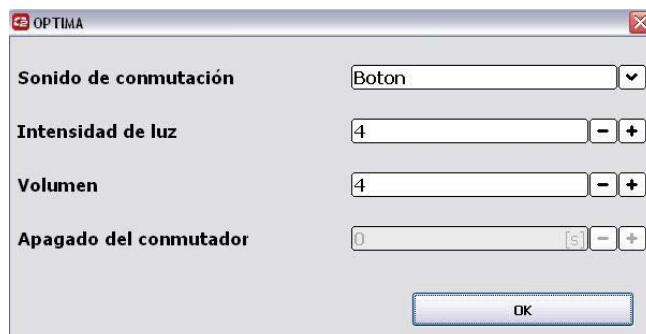 OPTIMA
Sonido de conmutación Boton
Intensidad de luz 4 - +
Volumen 4 - +
Apagado del conmutador 0 [s] - +
OK